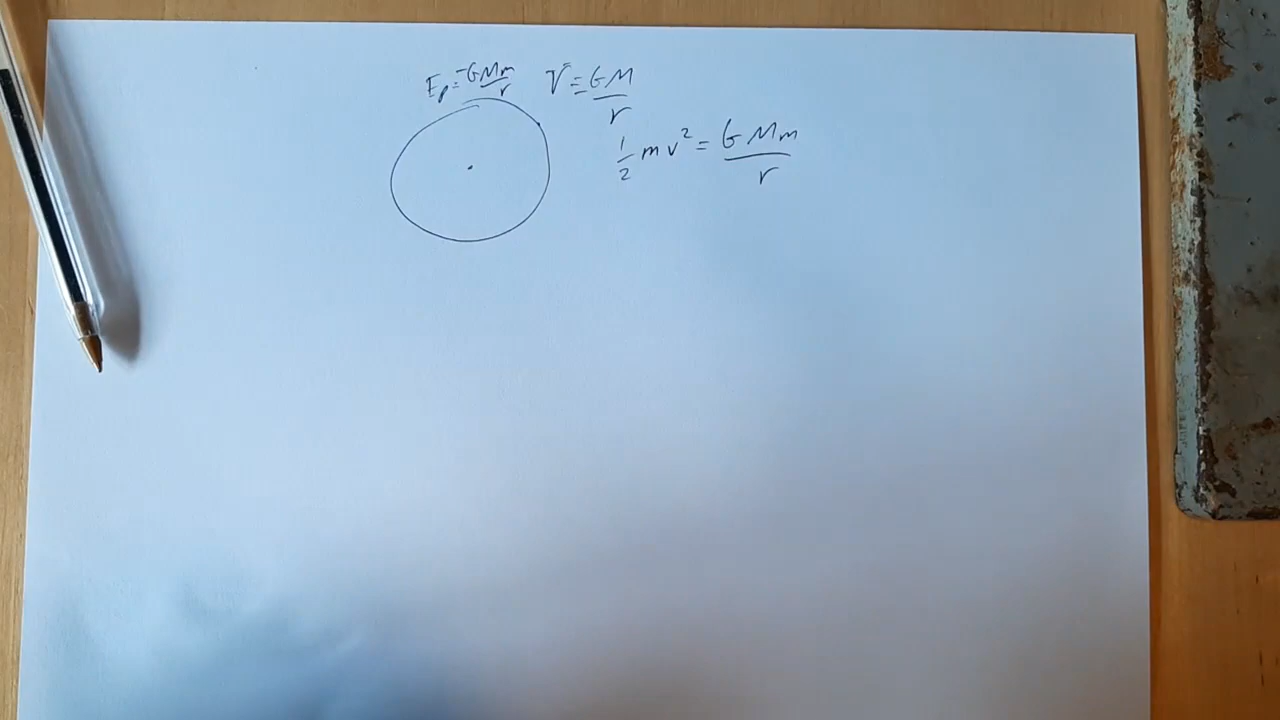 Eₚ = -GMm/r
V = -GM/r
½ mv² = GMm/r